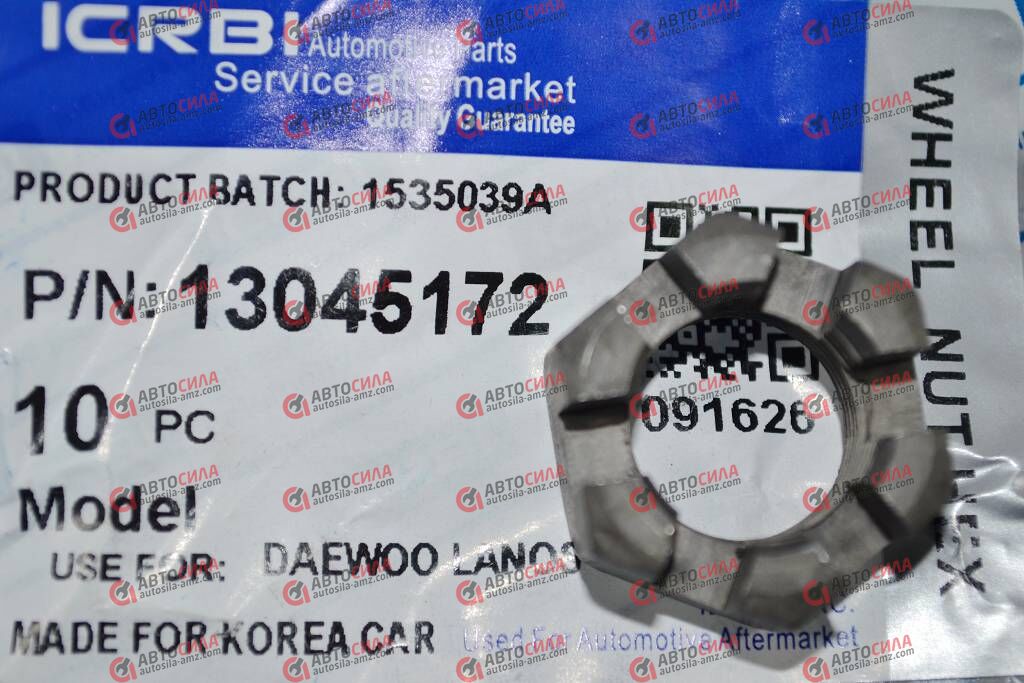 ICRBI Automotive Parts
Service aftermarket
Quality Guarantee
PRODUCT BATCH: 1535039A
P/N: 13045172
10 PC
091626
Model
USE FOR: DAEWOO LANOS
MADE FOR KOREA CAR
Used For Automotiva Aftermarket
WHEEL NUT HEX
АВТОСИЛА
autosila-amz.com